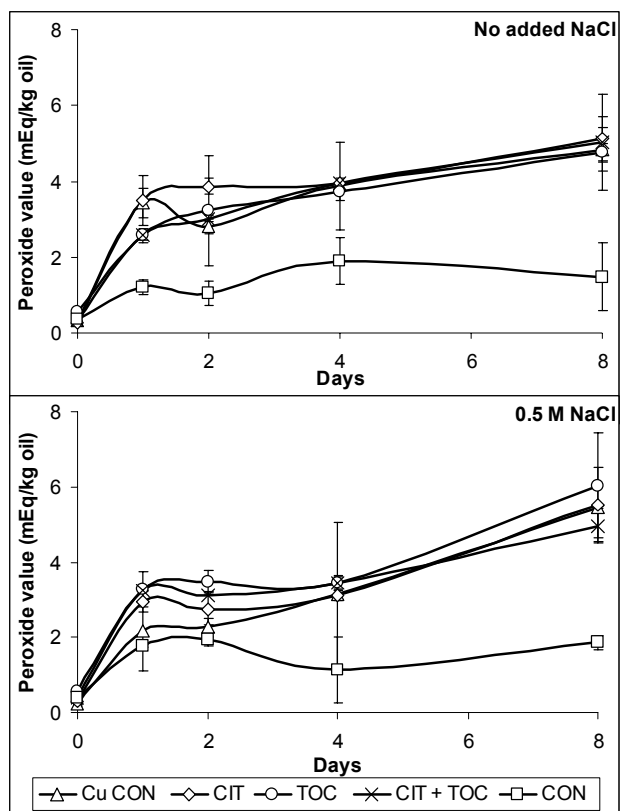 No added NaCl
Peroxide value (mEq/kg oil)
8
6
4
2
0
0 2 4 6 8
Days
0.5 M NaCl
Peroxide value (mEq/kg oil)
8
6
4
2
0
0 2 4 6 8
Days
Cu CON CIT TOC CIT + TOC CON